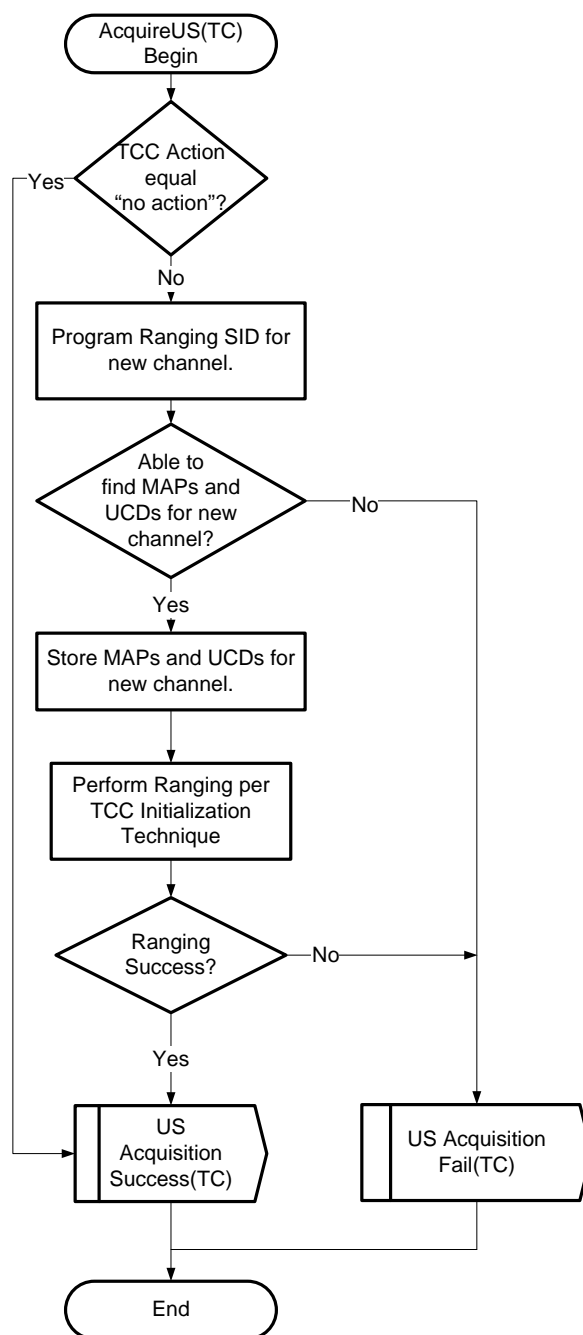 AcquireUS(TC)
Begin
TCC Action
equal
“no action”?
Yes
No
Program Ranging SID for
new channel.
Able to
find MAPs and
UCDs for new
channel?
No
Yes
Store MAPs and UCDs for
new channel.
Perform Ranging per
TCC Initialization
Technique
Ranging
Success?
No
Yes
US
Acquisition
Success(TC)
US Acquisition
Fail(TC)
End